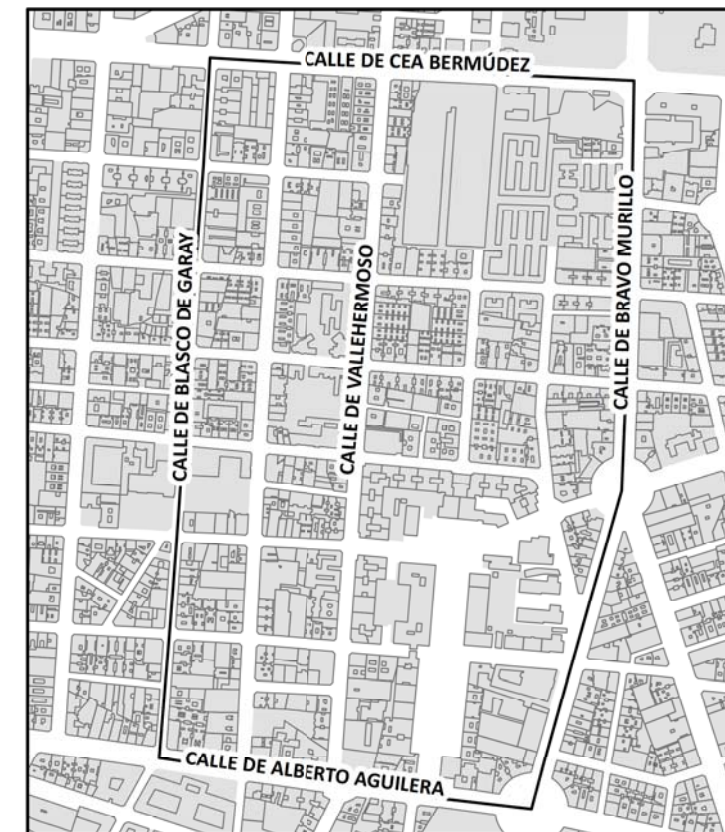 CALLE DE CEA BERMÚDEZ
CALLE DE BLASCO DE GARAY
CALLE DE VALLEHERMOSO
CALLE DE BRAVO MURILLO
CALLE DE ALBERTO AGUILERA